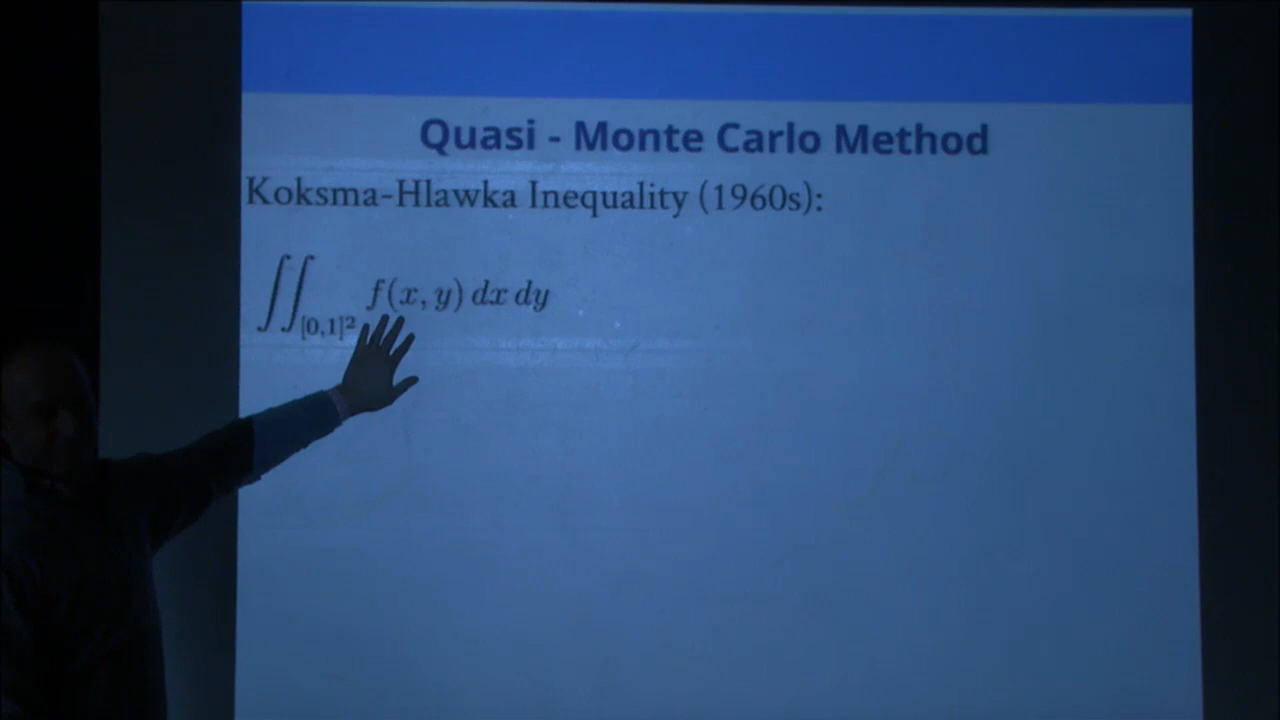 Quasi - Monte Carlo Method
Koksma-Hlawka Inequality (1960s):
∬_{[0,1]²} f(x, y) dx dy